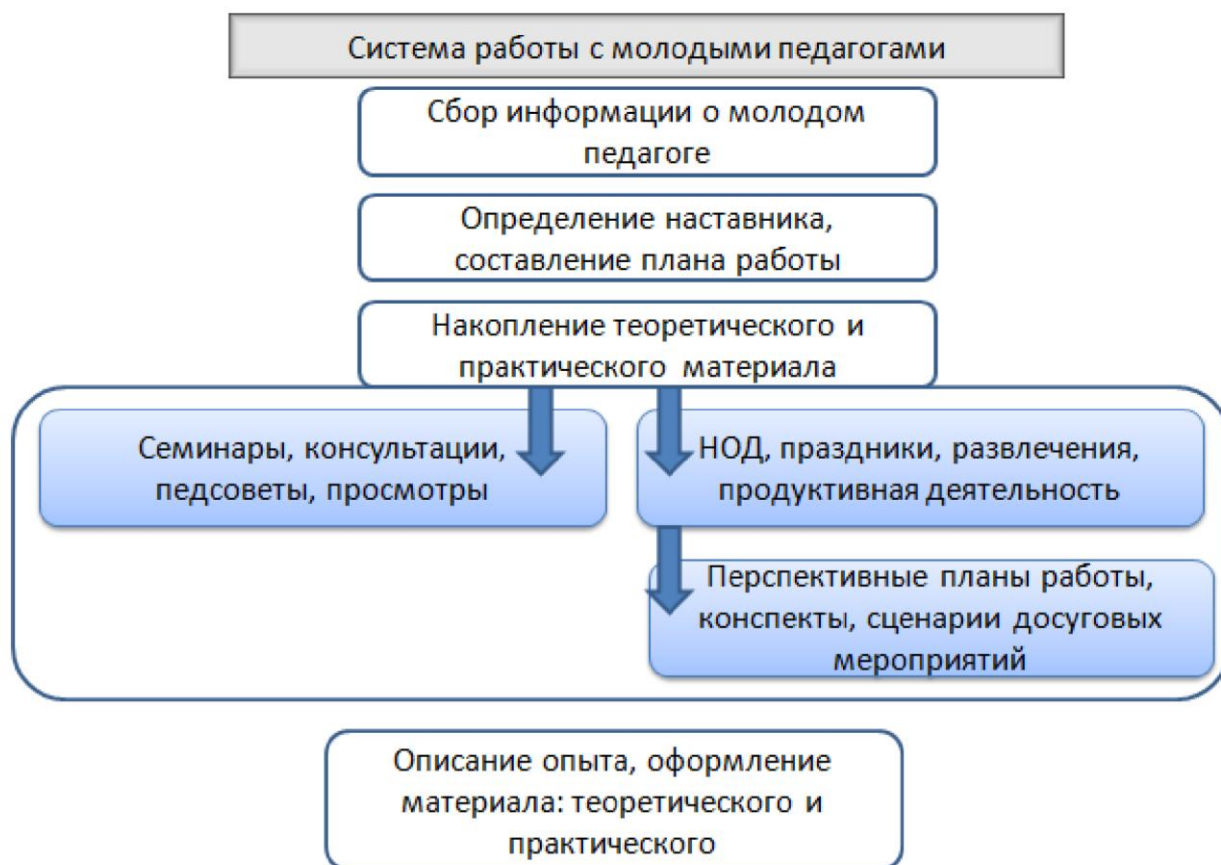 Система работы с молодыми педагогами
Сбор информации о молодом
педагоге
Определение наставника,
составление плана работы
Накопление теоретического и
практического материала
Семинары, консультации,
педсоветы, просмотры
НОД, праздники, развлечения,
продуктивная деятельность
Перспективные планы работы,
конспекты, сценарии досуговых
мероприятий
Описание опыта, оформление
материала: теоретического и
практического